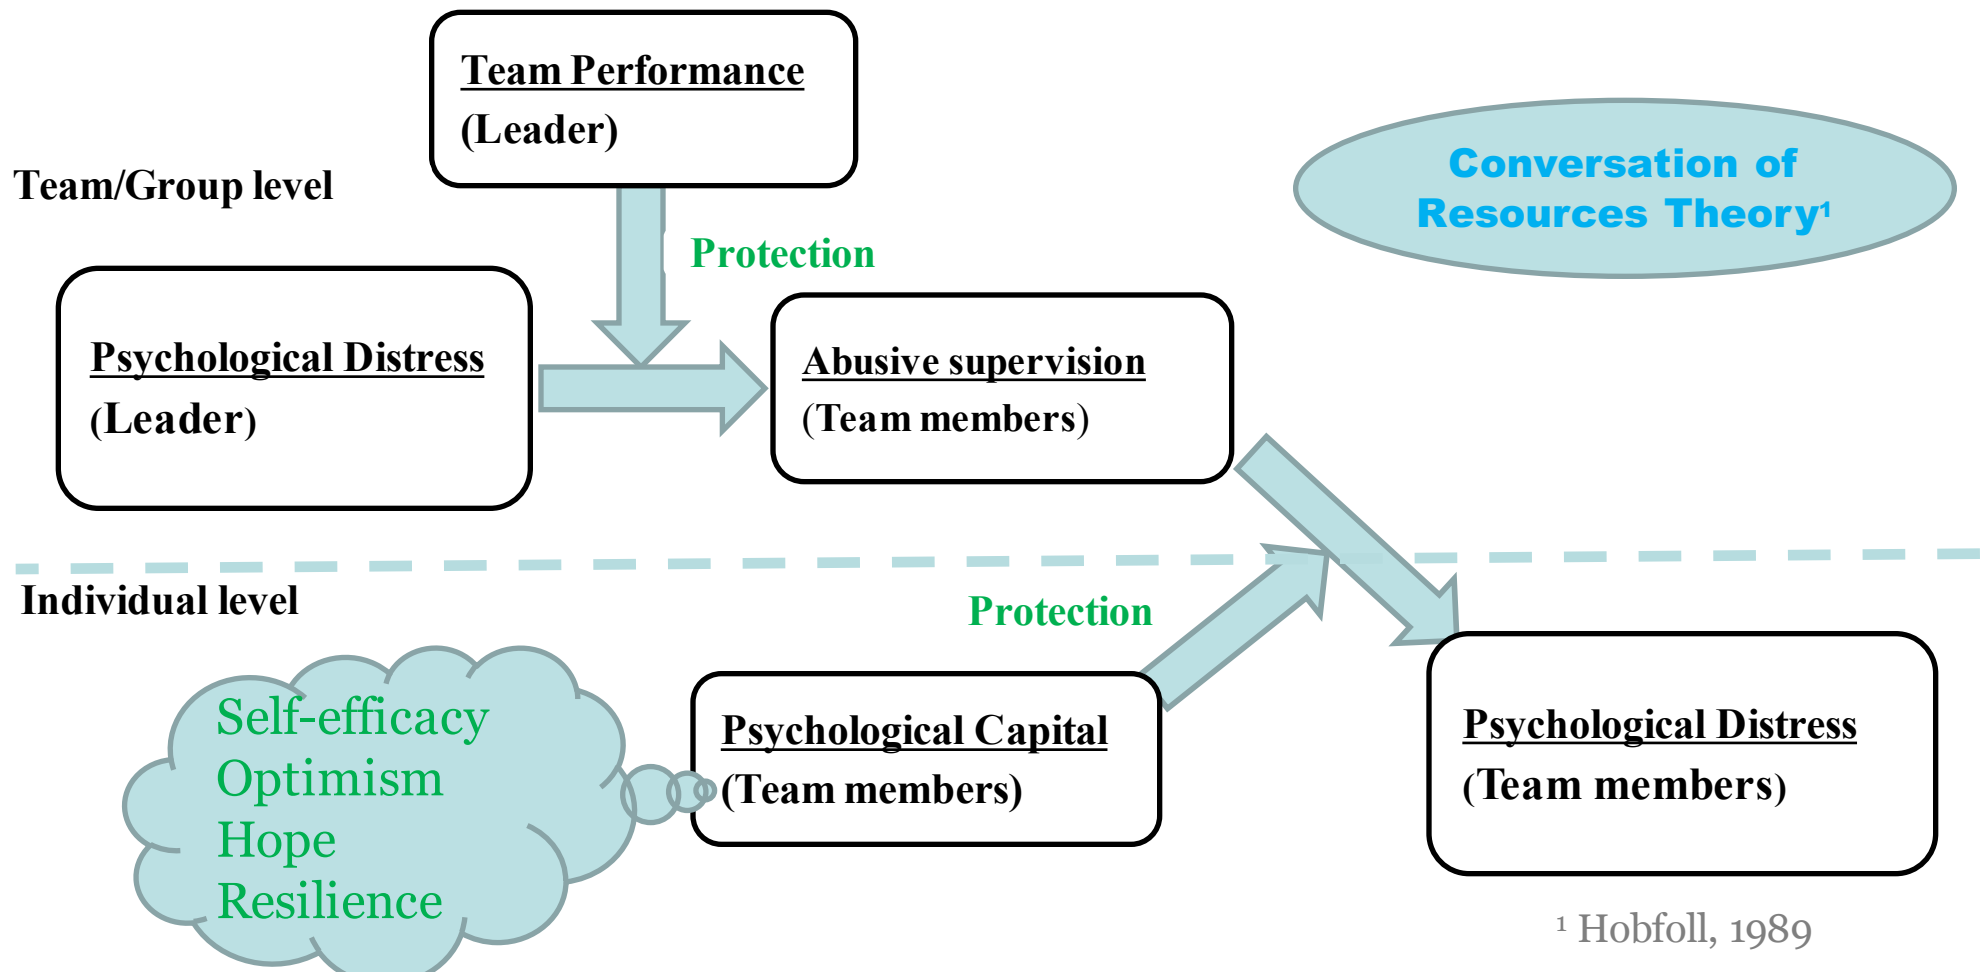 Team Performance
(Leader)
Team/Group level
Conversation of
Resources Theory¹
Protection
Psychological Distress
(Leader)
Abusive supervision
(Team members)
Individual level
Protection
Self-efficacy
Optimism
Hope
Resilience
Psychological Capital
(Team members)
Psychological Distress
(Team members)
¹ Hobfoll, 1989